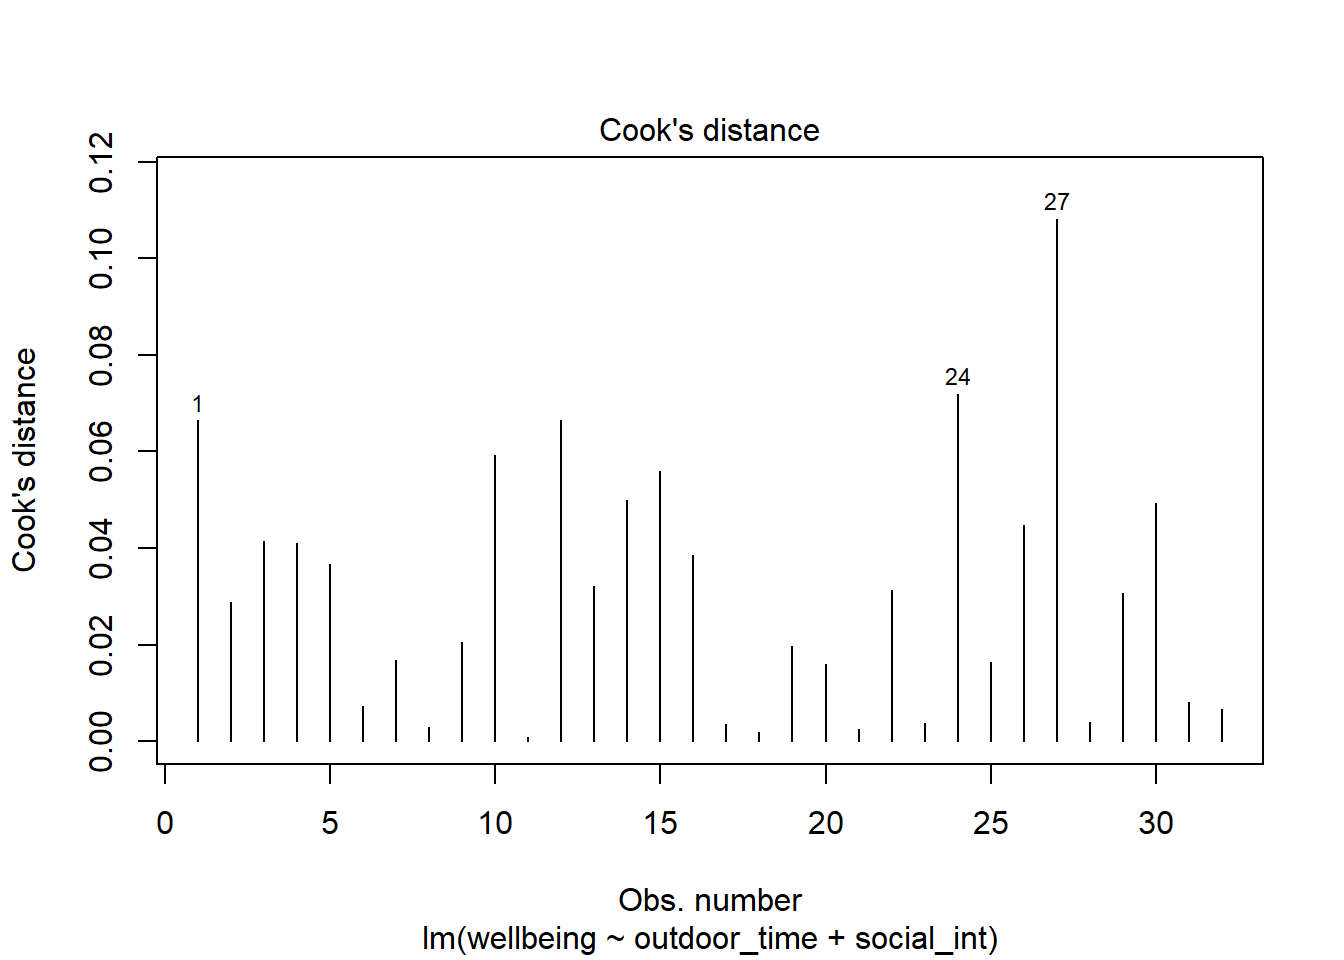 Cook's distance
Cook's distance
0.12
0.10
0.08
0.06
0.04
0.02
0.00
1
24
27
0 5 10 15 20 25 30
Obs. number
lm(wellbeing ~ outdoor_time + social_int)